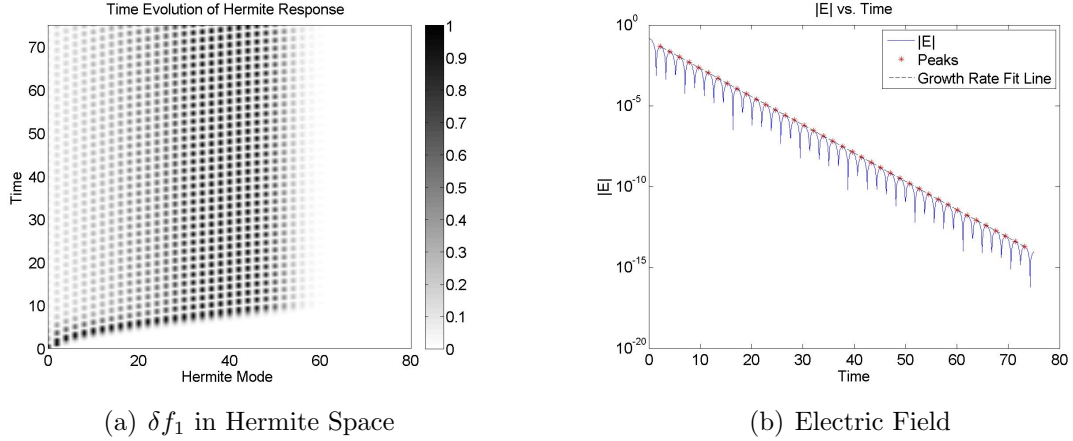 Time Evolution of Hermite Response
Time
70
60
50
40
30
20
10
0
0 20 40 60 80
Hermite Mode
1
0.9
0.8
0.7
0.6
0.5
0.4
0.3
0.2
0.1
0
(a) δf₁ in Hermite Space
|E| vs. Time
|E|
10⁰
10⁻⁵
10⁻¹⁰
10⁻¹⁵
10⁻²⁰
0 10 20 30 40 50 60 70 80
Time
|E|
Peaks
Growth Rate Fit Line
(b) Electric Field